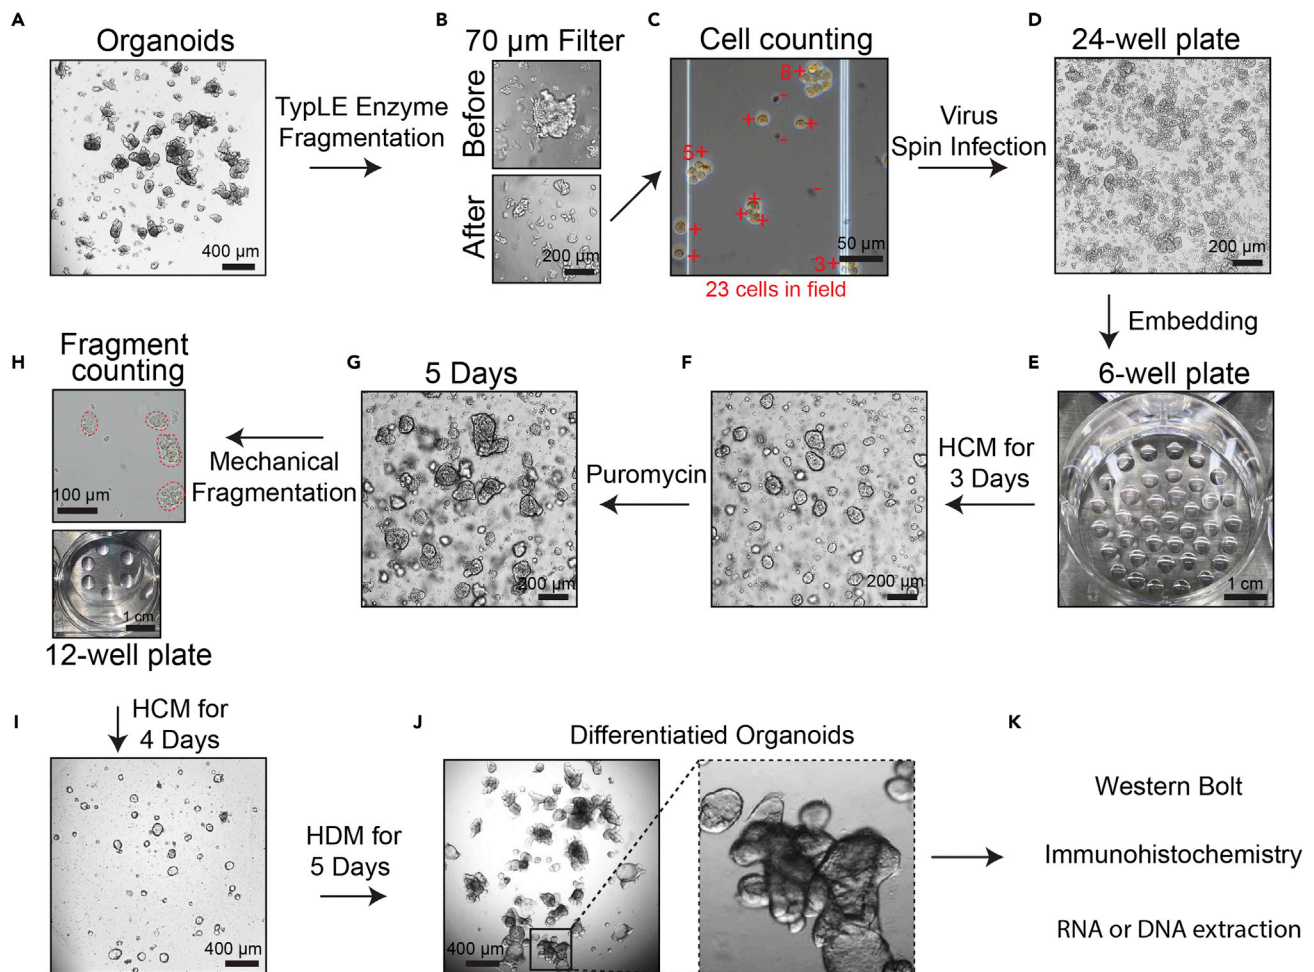 A
Organoids
400 µm
TypLE Enzyme
Fragmentation
B
70 µm Filter
Before
After
200 µm
C
Cell counting
8+
-
+
+
-
5+
-
+
+
+
+
+
3+
50 µm
23 cells in field
Virus
Spin Infection
D
24-well plate
200 µm
Embedding
E
6-well plate
1 cm
HCM for
3 Days
F
200 µm
Puromycin
G
5 Days
200 µm
Mechanical
Fragmentation
H
Fragment
counting
100 µm
1 cm
12-well plate
HCM for
4 Days
I
400 µm
HDM for
5 Days
J
Differentiatied Organoids
400 µm
K
Western Bolt
Immunohistochemistry
RNA or DNA extraction